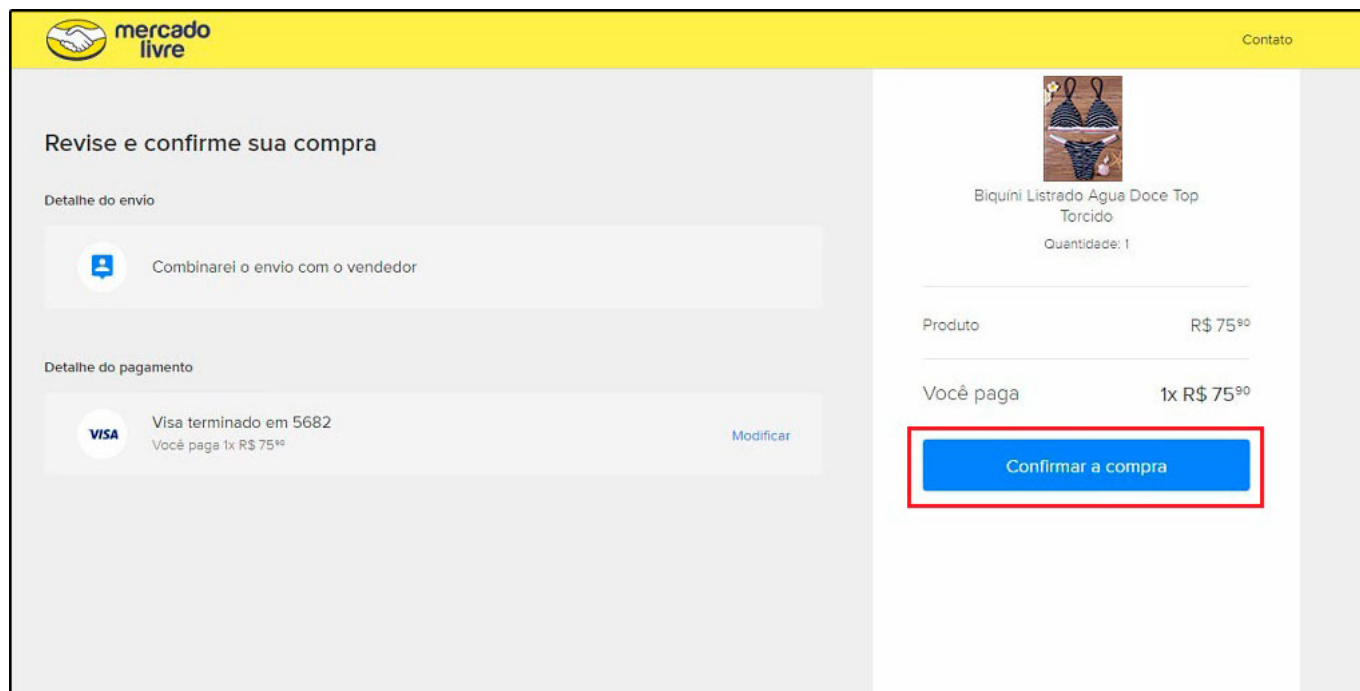 mercado
livre
Contato
Revise e confirme sua compra
Detalhe do envio
Combinarei o envio com o vendedor
Detalhe do pagamento
VISA
Visa terminado em 5682
Você paga 1x R$ 75⁹⁰
Modificar
Biquíni Listrado Agua Doce Top
Torcido
Quantidade: 1
Produto R$ 75⁹⁰
Você paga 1x R$ 75⁹⁰
Confirmar a compra